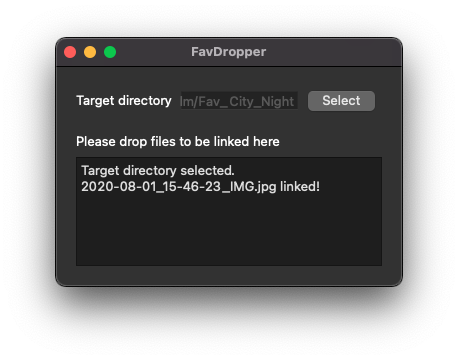 FavDropper
Target directory lm/Fav_City_Night Select
Please drop files to be linked here
Target directory selected.
2020-08-01_15-46-23_IMG.jpg linked!